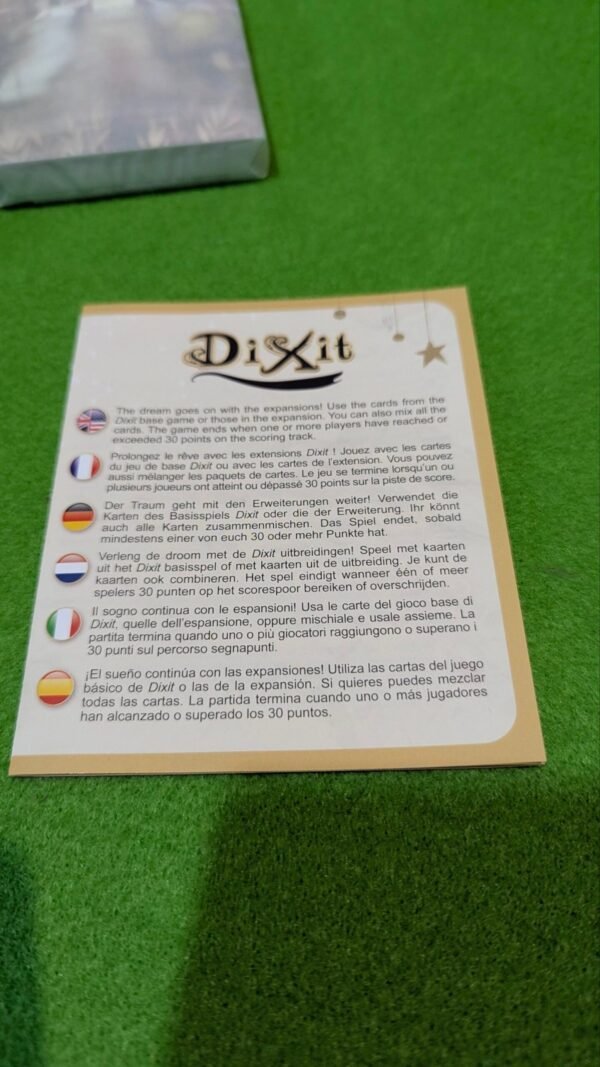 DiXit
The dream goes on with the expansions! Use the cards from the
Dixit base game or those in the expansion. You can also mix all the
cards. The game ends when one or more players have reached or
exceeded 30 points on the scoring track.
Prolongez le rêve avec les extensions Dixit ! Jouez avec les cartes
du jeu de base Dixit ou avec les cartes de l'extension. Vous pouvez
aussi mélanger les paquets de cartes. Le jeu se termine lorsqu'un ou
plusieurs joueurs ont atteint ou dépassé 30 points sur la piste de score.
Der Traum geht mit den Erweiterungen weiter! Verwendet die
Karten des Basisspiels Dixit oder die der Erweiterung. Ihr könnt
auch alle Karten zusammenmischen. Das Spiel endet, sobald
mindestens einer von euch 30 oder mehr Punkte hat.
Verleng de droom met de Dixit uitbreidingen! Speel met kaarten
uit het Dixit basisspel of met kaarten uit de uitbreiding. Je kunt de
kaarten ook combineren. Het spel eindigt wanneer één of meer
spelers 30 punten op het scorespoor bereiken of overschrijden.
Il sogno continua con le espansioni! Usa le carte del gioco base di
Dixit, quelle dell'espansione, oppure mischiale e usale assieme. La
partita termina quando uno o più giocatori raggiungono o superano i
30 punti sul percorso segnapunti.
¡El sueño continúa con las expansiones! Utiliza las cartas del juego
básico de Dixit o las de la expansión. Si quieres puedes mezclar
todas las cartas. La partida termina cuando uno o más jugadores
han alcanzado o superado los 30 puntos.